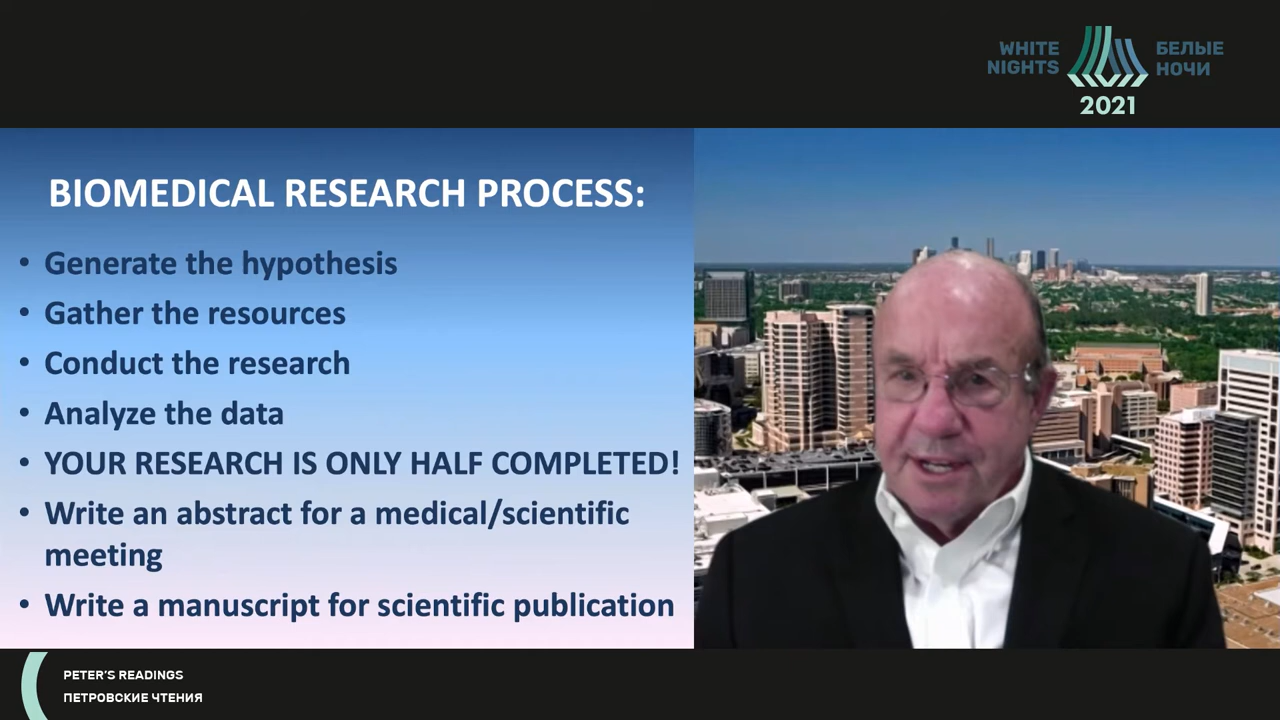 WHITE
NIGHTS
БЕЛЫЕ
НОЧИ
2021
BIOMEDICAL RESEARCH PROCESS:
• Generate the hypothesis
• Gather the resources
• Conduct the research
• Analyze the data
• YOUR RESEARCH IS ONLY HALF COMPLETED!
• Write an abstract for a medical/scientific
meeting
• Write a manuscript for scientific publication
PETER'S READINGS
ПЕТРОВСКИЕ ЧТЕНИЯ